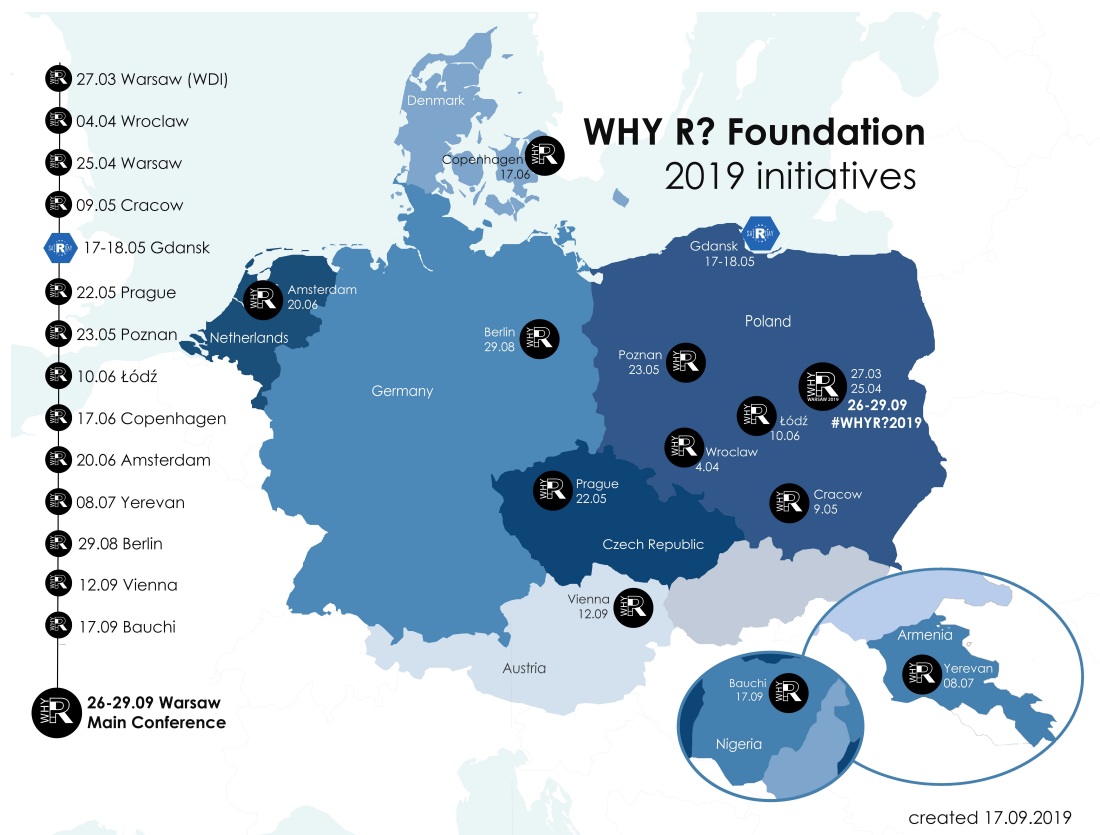 WHY R? Foundation
2019 initiatives
27.03 Warsaw (WDI)
04.04 Wroclaw
25.04 Warsaw
09.05 Cracow
17-18.05 Gdansk
22.05 Prague
23.05 Poznan
10.06 Łódź
17.06 Copenhagen
20.06 Amsterdam
08.07 Yerevan
29.08 Berlin
12.09 Vienna
17.09 Bauchi
26-29.09 Warsaw
Main Conference
Denmark
Copenhagen
17.06
WHY R
Gdansk
17-18.05
Amsterdam
20.06
Netherlands
Berlin
29.08
Germany
Poland
Poznan
23.05
27.03
25.04
26-29.09
#WHYR?2019
WARSAW 2019
Łódź
10.06
Wroclaw
4.04
Cracow
9.05
Prague
22.05
Czech Republic
Vienna
12.09
Austria
Armenia
Yerevan
08.07
Bauchi
17.09
Nigeria
created 17.09.2019